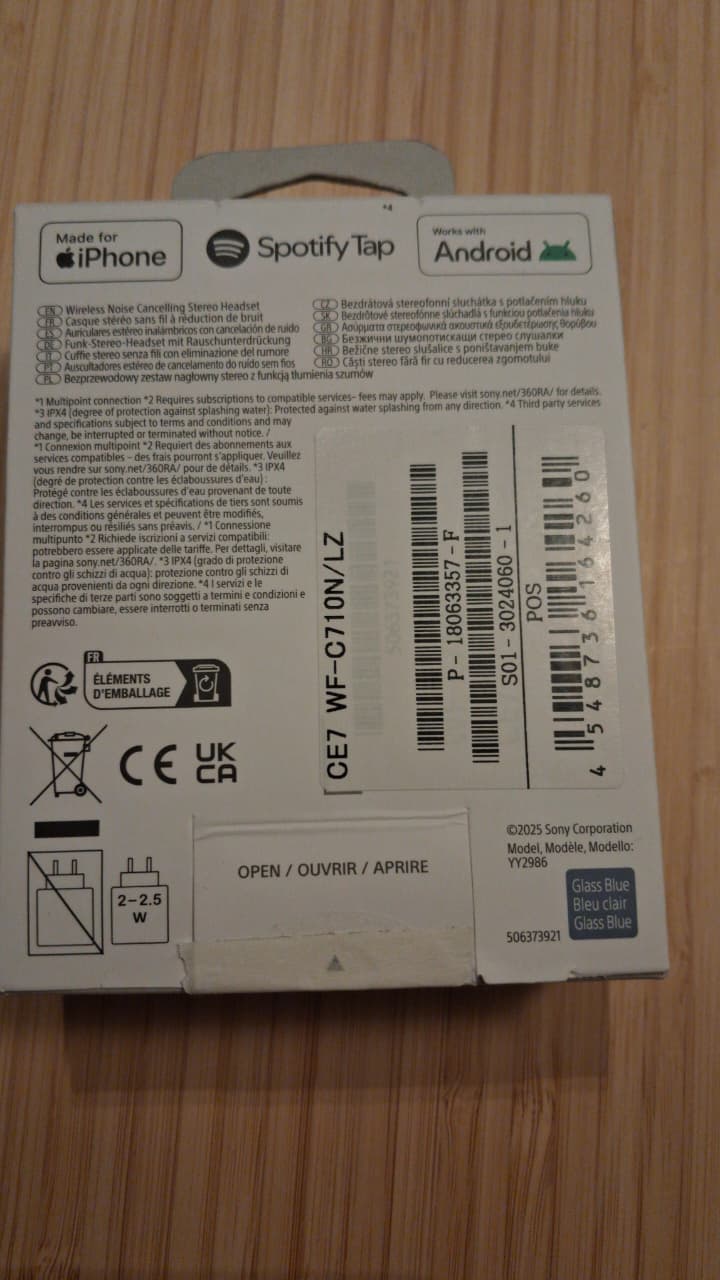 *4
Made for
iPhone
Spotify Tap
Works with
Android
EN Wireless Noise Cancelling Stereo Headset
FR Casque stéréo sans fil à réduction de bruit
ES Auriculares estéreo inalámbricos con cancelación de ruido
DE Funk-Stereo-Headset mit Rauschunterdrückung
IT Cuffie stereo senza fili con eliminazione del rumore
PT Auscultadores estéreo de cancelamento do ruído sem fios
PL Bezprzewodowy zestaw nagłowny stereo z funkcją tłumienia szumów
CZ Bezdrátová stereofonní sluchátka s potlačením hluku
SK Bezdrôtové stereofónne slúchadlá s funkciou potlačenia hluku
GR Ασύρματα στερεοφωνικά ακουστικά εξουδετέρωσης θορύβου
BG Безжични шумопотискащи стерео слушалки
HR Bežične stereo slušalice s poništavanjem buke
RO Căști stereo fără fir cu reducerea zgomotului
*1 Multipoint connection *2 Requires subscriptions to compatible services- fees may apply. Please visit sony.net/360RA/ for details.
*3 IPX4 (degree of protection against splashing water): Protected against water splashing from any direction. *4 Third party services
and specifications subject to terms and conditions and may
change, be interrupted or terminated without notice. /
*1 Connexion multipoint *2 Requiert des abonnements aux
services compatibles – des frais pourront s'appliquer. Veuillez
vous rendre sur sony.net/360RA/ pour de détails. *3 IPX4
(degré de protection contre les éclaboussures d'eau) :
Protégé contre les éclaboussures d'eau provenant de toute
direction. *4 Les services et spécifications de tiers sont soumis
à des conditions générales et peuvent être modifiés,
interrompus ou résiliés sans préavis. / *1 Connessione
multipunto *2 Richiede iscrizioni a servizi compatibili:
potrebbero essere applicate delle tariffe. Per dettagli, visitare
la pagina sony.net/360RA/. *3 IPX4 (grado di protezione
contro gli schizzi di acqua): protezione contro gli schizzi di
acqua provenienti da ogni direzione. *4 I servizi e le
specifiche di terze parti sono soggetti a termini e condizioni e
possono cambiare, essere interrotti o terminati senza
preavviso.
CE7 WF-C710N/LZ
506373921
P- 18063357-F
S01-3024060-1
POS
4 548736 164260
FR
ÉLÉMENTS
D'EMBALLAGE
CE
UK
CA
2–2.5
W
OPEN / OUVRIR / APRIRE
©2025 Sony Corporation
Model, Modèle, Modello:
YY2986
Glass Blue
Bleu clair
Glass Blue
506373921